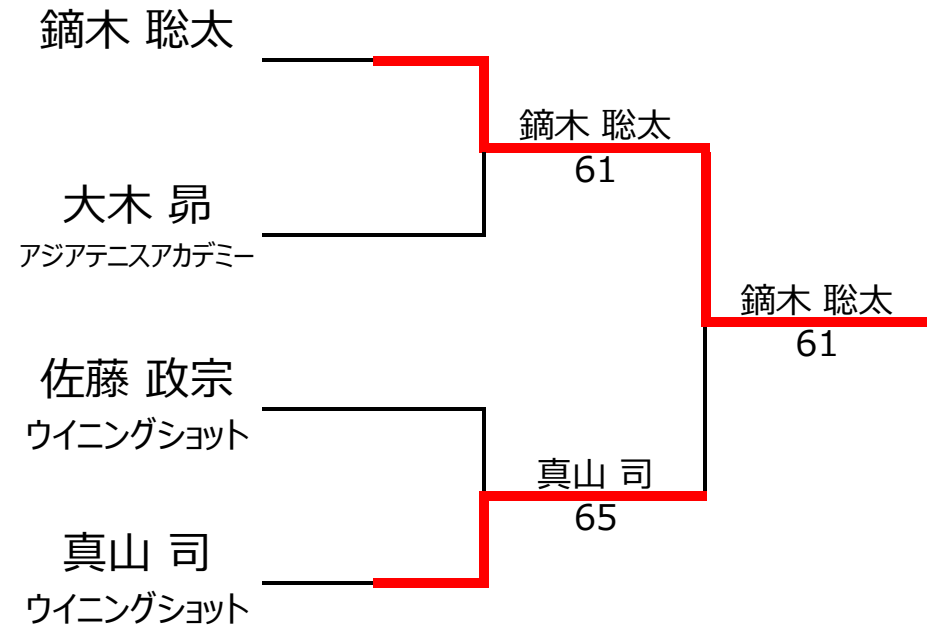 鏑木 聡太
鏑木 聡太
61
大木 昴
アジアテニスアカデミー
鏑木 聡太
61
佐藤 政宗
ウイニングショット
真山 司
65
真山 司
ウイニングショット